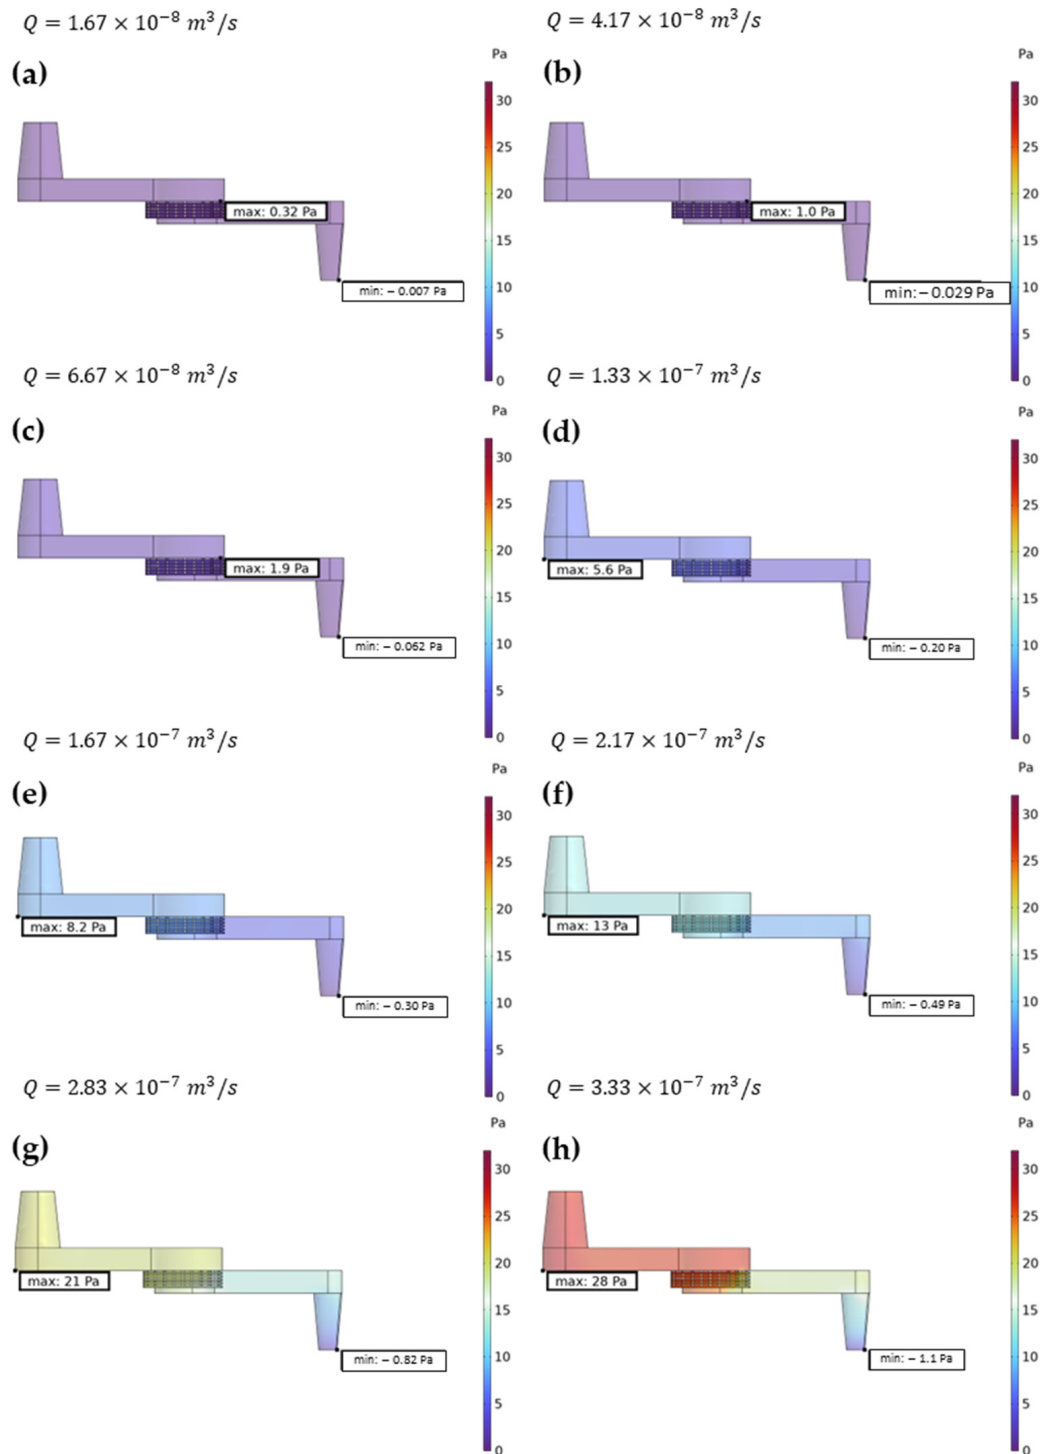 Q = 1.67 × 10⁻⁸ m³/s
Q = 4.17 × 10⁻⁸ m³/s
(a)
Pa
30
25
20
15
10
5
0
max: 0.32 Pa
min: − 0.007 Pa
(b)
Pa
30
25
20
15
10
5
0
max: 1.0 Pa
min:− 0.029 Pa
Q = 6.67 × 10⁻⁸ m³/s
Q = 1.33 × 10⁻⁷ m³/s
(c)
Pa
30
25
20
15
10
5
0
max: 1.9 Pa
min: − 0.062 Pa
(d)
Pa
30
25
20
15
10
5
0
max: 5.6 Pa
min: − 0.20 Pa
Q = 1.67 × 10⁻⁷ m³/s
Q = 2.17 × 10⁻⁷ m³/s
(e)
Pa
30
25
20
15
10
5
0
max: 8.2 Pa
min: − 0.30 Pa
(f)
Pa
30
25
20
15
10
5
0
max: 13 Pa
min: − 0.49 Pa
Q = 2.83 × 10⁻⁷ m³/s
Q = 3.33 × 10⁻⁷ m³/s
(g)
Pa
30
25
20
15
10
5
0
max: 21 Pa
min: − 0.82 Pa
(h)
Pa
30
25
20
15
10
5
0
max: 28 Pa
min: − 1.1 Pa